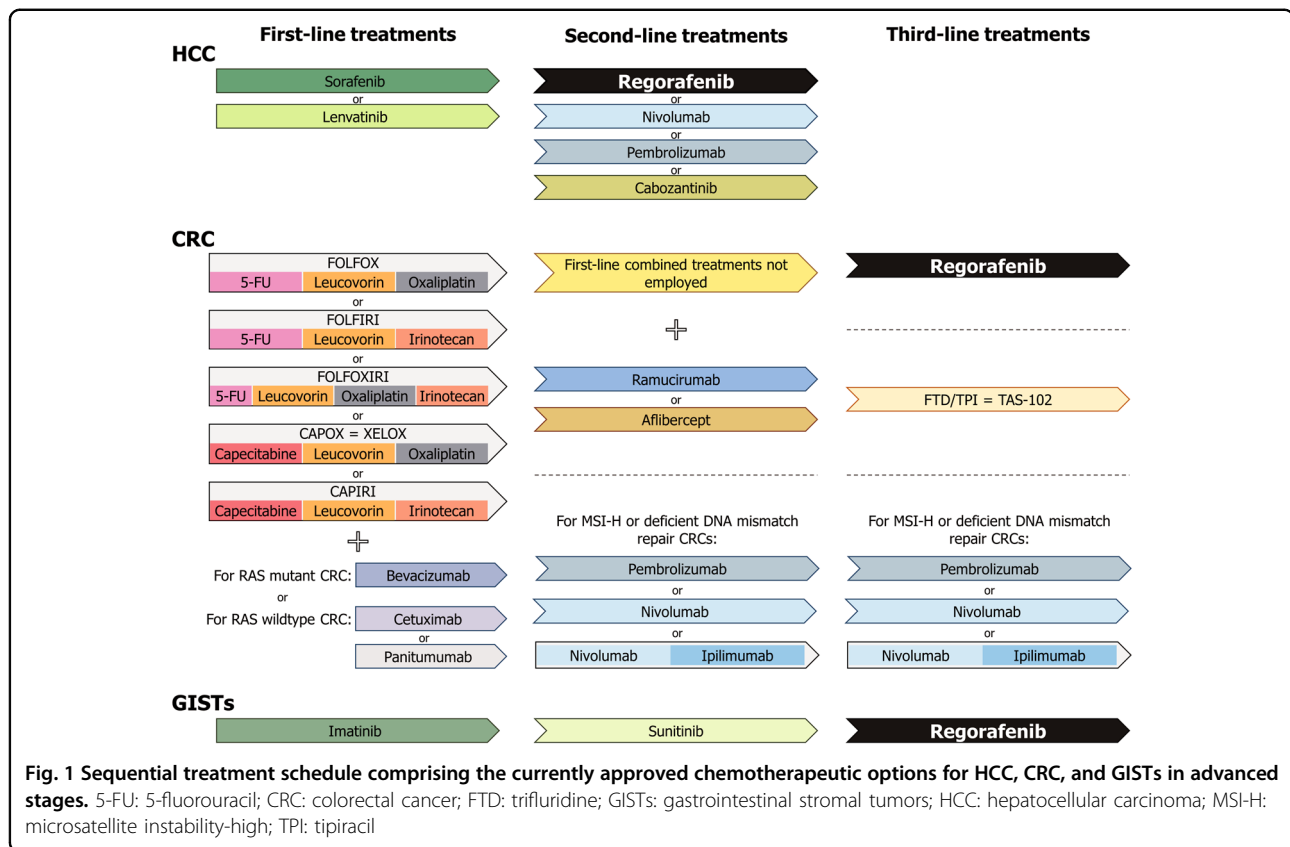 First-line treatments
Second-line treatments
Third-line treatments
HCC
Sorafenib
or
Lenvatinib
Regorafenib
or
Nivolumab
or
Pembrolizumab
or
Cabozantinib
CRC
FOLFOX
5-FU Leucovorin Oxaliplatin
or
FOLFIRI
5-FU Leucovorin Irinotecan
or
FOLFOXIRI
5-FU Leucovorin Oxaliplatin Irinotecan
or
CAPOX = XELOX
Capecitabine Leucovorin Oxaliplatin
or
CAPIRI
Capecitabine Leucovorin Irinotecan
+
For RAS mutant CRC: Bevacizumab
or
For RAS wildtype CRC: Cetuximab
or
Panitumumab
First-line combined treatments not
employed
+
Ramucirumab
or
Aflibercept
For MSI-H or deficient DNA mismatch
repair CRCs:
Pembrolizumab
or
Nivolumab
or
Nivolumab Ipilimumab
Regorafenib
FTD/TPI = TAS-102
For MSI-H or deficient DNA mismatch
repair CRCs:
Pembrolizumab
or
Nivolumab
or
Nivolumab Ipilimumab
GISTs
Imatinib
Sunitinib
Regorafenib
Fig. 1 Sequential treatment schedule comprising the currently approved chemotherapeutic options for HCC, CRC, and GISTs in advanced
stages. 5-FU: 5-fluorouracil; CRC: colorectal cancer; FTD: trifluridine; GISTs: gastrointestinal stromal tumors; HCC: hepatocellular carcinoma; MSI-H:
microsatellite instability-high; TPI: tipiracil